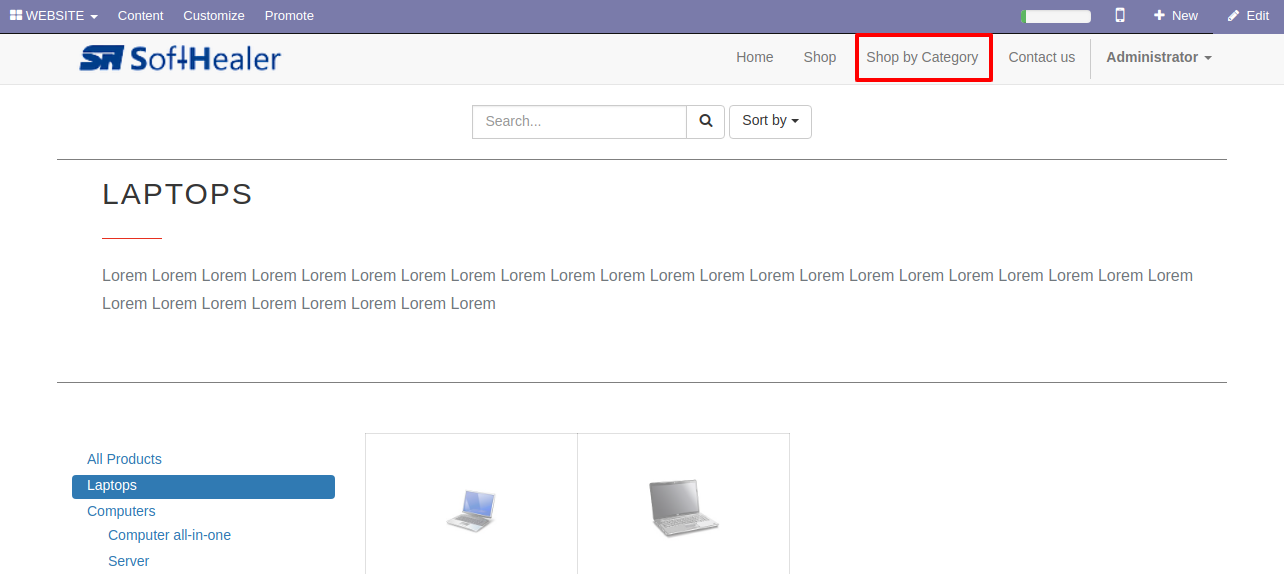 WEBSITE Content Customize Promote New Edit
SoftHealer Home Shop Shop by Category Contact us Administrator
Search... Sort by
LAPTOPS
Lorem Lorem Lorem Lorem Lorem Lorem Lorem Lorem Lorem Lorem Lorem Lorem Lorem Lorem Lorem Lorem Lorem Lorem Lorem Lorem Lorem Lorem
Lorem Lorem Lorem Lorem Lorem Lorem Lorem Lorem
All Products
Laptops
Computers
Computer all-in-one
Server